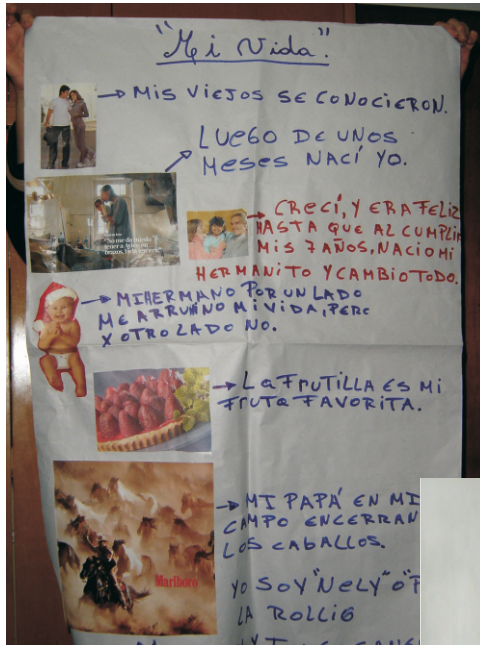 "Mi Vida".
→ MIS VIEJOS SE CONOCIERON.
LUEGO DE UNOS
MESES NACÍ YO.
CRECÍ, Y ERA FELIZ
HASTA QUE AL CUMPLIR
MIS 7 AÑOS, NACIO MI
HERMANITO Y CAMBIO TODO.
→ MI HERMANO POR UN LADO
ME ARRUHINO MI VIDA, PERO
X OTRO LADO NO.
→ LA FRUTILLA ES MI
FRUTA FAVORITA.
Marlboro
→ MI PAPÁ EN MI
CAMPO ENCERRAN
LOS CABALLOS.
YO SOY "NELY" O
LA ROLLIG